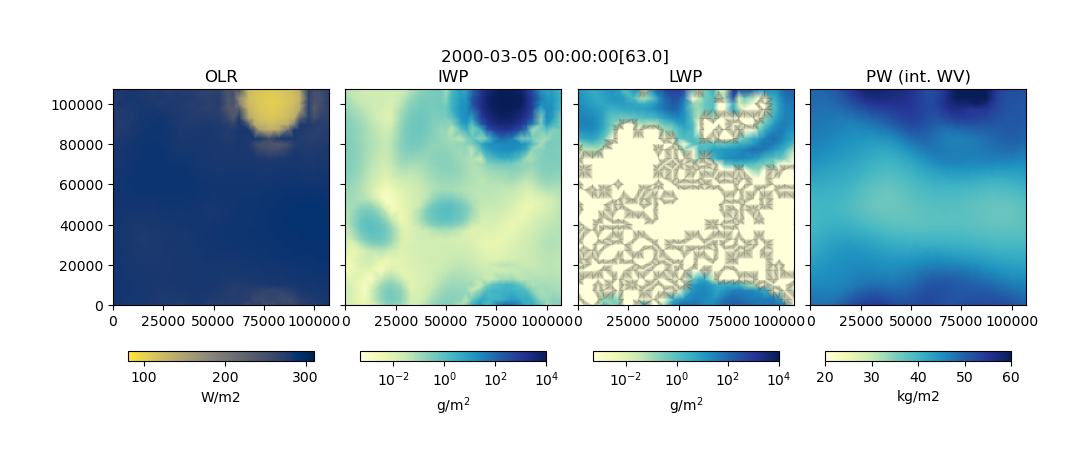 2000-03-05 00:00:00[63.0]
OLR IWP LWP PW (int. WV)
100000
80000
60000
40000
20000
0
0 25000 50000 75000 100000 0 25000 50000 75000 100000 0 25000 50000 75000 100000 0 25000 50000 75000 100000
100 200 300 10⁻² 10⁰ 10² 10⁴ 10⁻² 10⁰ 10² 10⁴ 20 30 40 50 60
W/m2 g/m² g/m² kg/m2